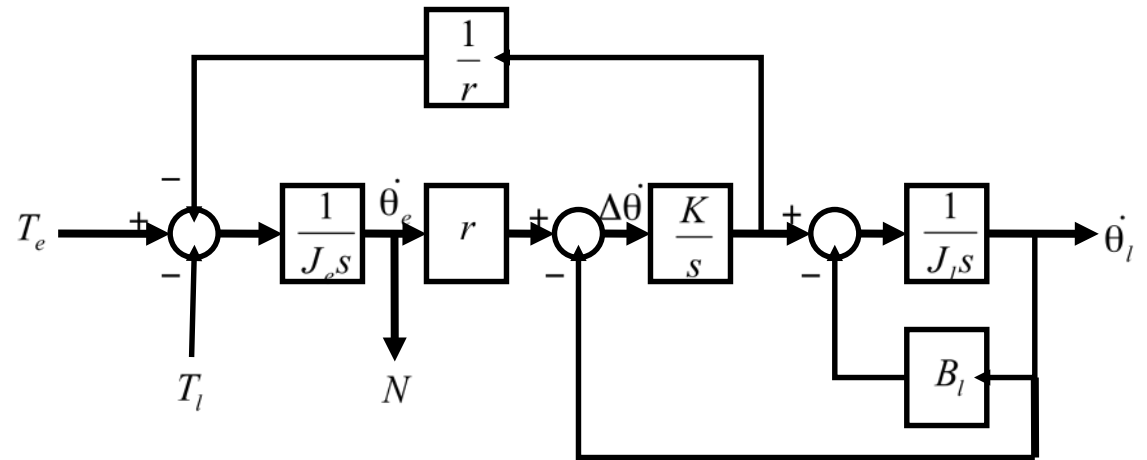 1
r
−
+
T_e
−
1
J_e s
θ̇_e
r
+
−
Δθ̇
K
s
+
−
1
J_l s
θ̇_l
B_l
T_l
N